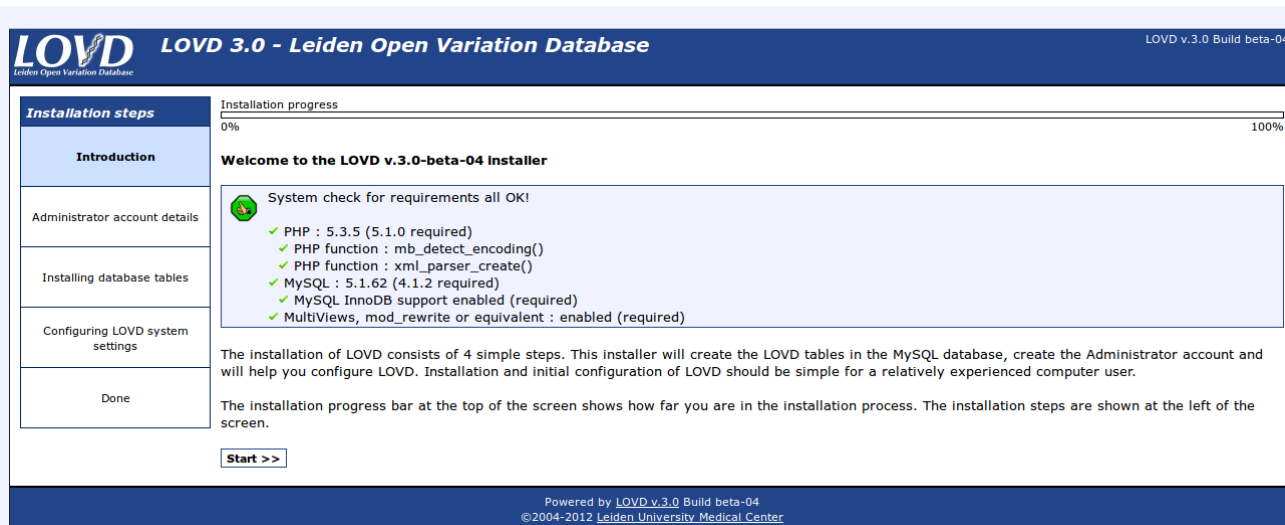 LOVD
Leiden Open Variation Database
LOVD 3.0 - Leiden Open Variation Database
LOVD v.3.0 Build beta-04
Installation steps
Introduction
Administrator account details
Installing database tables
Configuring LOVD system
settings
Done
Installation progress
0%
100%
Welcome to the LOVD v.3.0-beta-04 installer
System check for requirements all OK!
PHP : 5.3.5 (5.1.0 required)
PHP function : mb_detect_encoding()
PHP function : xml_parser_create()
MySQL : 5.1.62 (4.1.2 required)
MySQL InnoDB support enabled (required)
MultiViews, mod_rewrite or equivalent : enabled (required)
The installation of LOVD consists of 4 simple steps. This installer will create the LOVD tables in the MySQL database, create the Administrator account and
will help you configure LOVD. Installation and initial configuration of LOVD should be simple for a relatively experienced computer user.
The installation progress bar at the top of the screen shows how far you are in the installation process. The installation steps are shown at the left of the
screen.
Start >>
Powered by LOVD v.3.0 Build beta-04
©2004-2012 Leiden University Medical Center